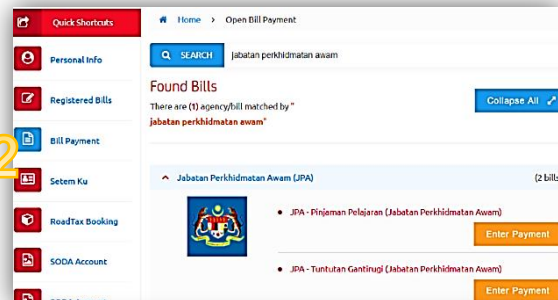 Quick Shortcuts
Personal Info
Registered Bills
Bill Payment
2
Setem Ku
RoadTax Booking
SODA Account
Home > Open Bill Payment
SEARCH jabatan perkhidmatan awam
Found Bills
There are (1) agency/bill matched by "
jabatan perkhidmatan awam"
Collapse All
Jabatan Perkhidmatan Awam (JPA) (2 bills
JPA - Pinjaman Pelajaran (Jabatan Perkhidmatan Awam)
Enter Payment
JPA - Tuntutan Gantirugi (Jabatan Perkhidmatan Awam)
Enter Payment